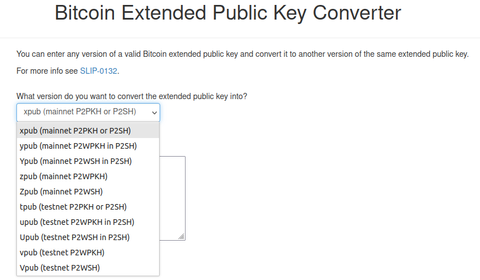 Bitcoin Extended Public Key Converter
You can enter any version of a valid Bitcoin extended public key and convert it to another version of the same extended public key.
For more info see SLIP-0132.
What version do you want to convert the extended public key into?
xpub (mainnet P2PKH or P2SH)
xpub (mainnet P2PKH or P2SH)
ypub (mainnet P2WPKH in P2SH)
Ypub (mainnet P2WSH in P2SH)
zpub (mainnet P2WPKH)
Zpub (mainnet P2WSH)
tpub (testnet P2PKH or P2SH)
upub (testnet P2WPKH in P2SH)
Upub (testnet P2WSH in P2SH)
vpub (testnet P2WPKH)
Vpub (testnet P2WSH)